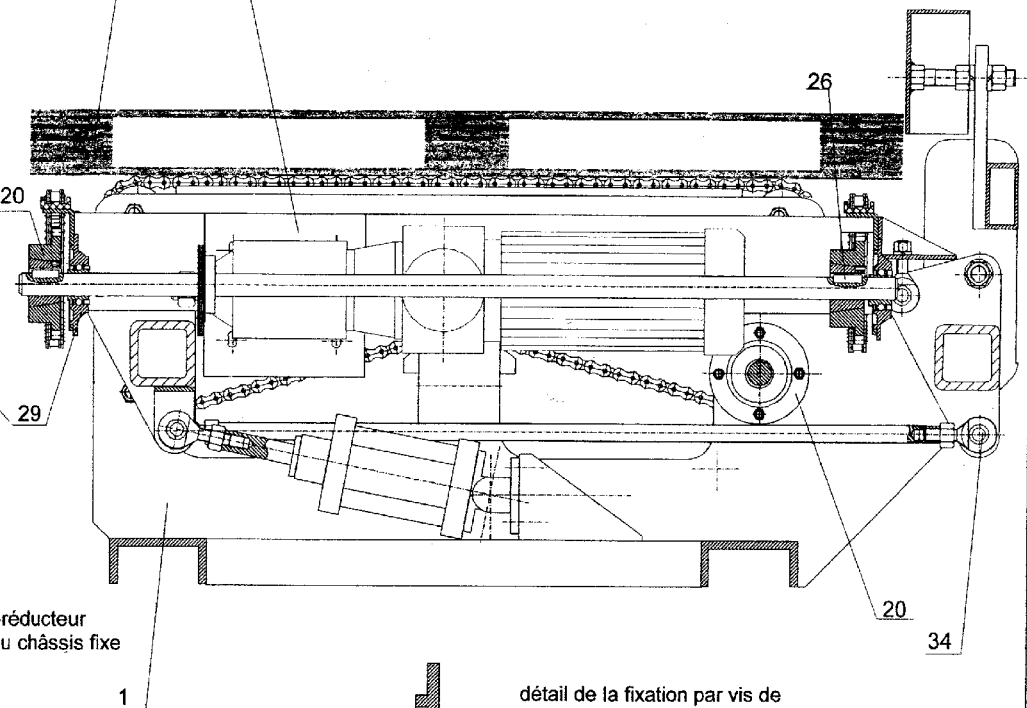 26
20
29
20
34
-réducteur
u châssis fixe
1
détail de la fixation par vis de